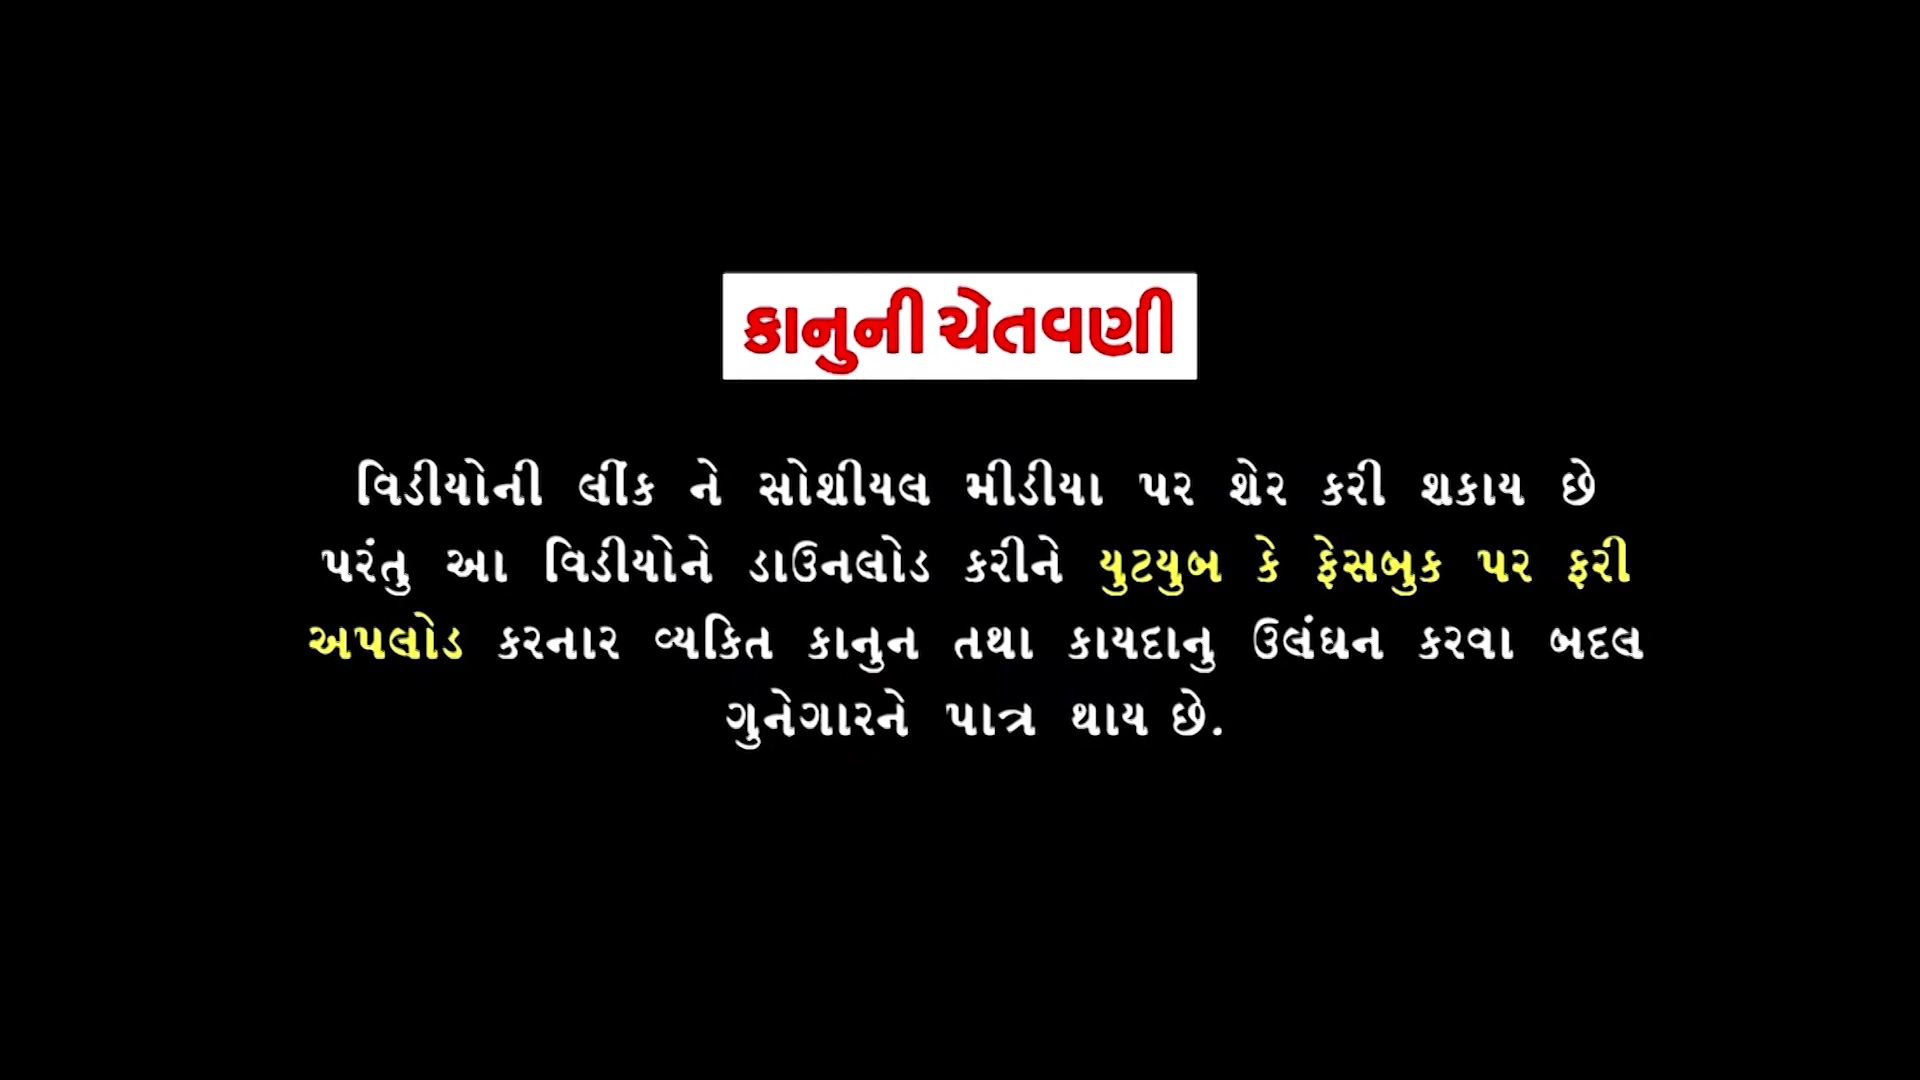 કાનુની ચેતવણી
વિડીયોની લીંક ને સોશીયલ મીડીયા પર શેર કરી શકાય છે
પરંતુ આ વિડીયોને ડાઉનલોડ કરીને યુટયુબ કે ફેસબુક પર ફરી
અપલોડ કરનાર વ્યકિત કાનુન તથા કાયદાનુ ઉલંઘન કરવા બદલ
ગુનેગારને પાત્ર થાય છે.